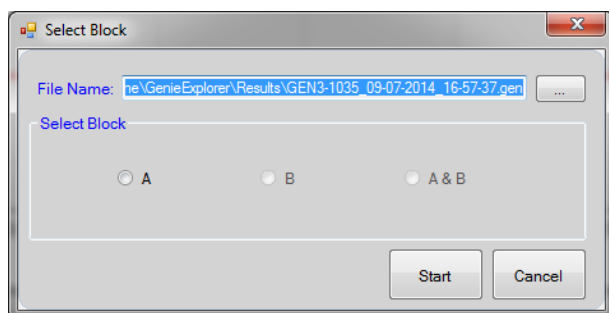 Select Block
File Name: ne\GenieExplorer\Results\GEN3-1035_09-07-2014_16-57-37.gen ...
Select Block
A B A & B
Start Cancel